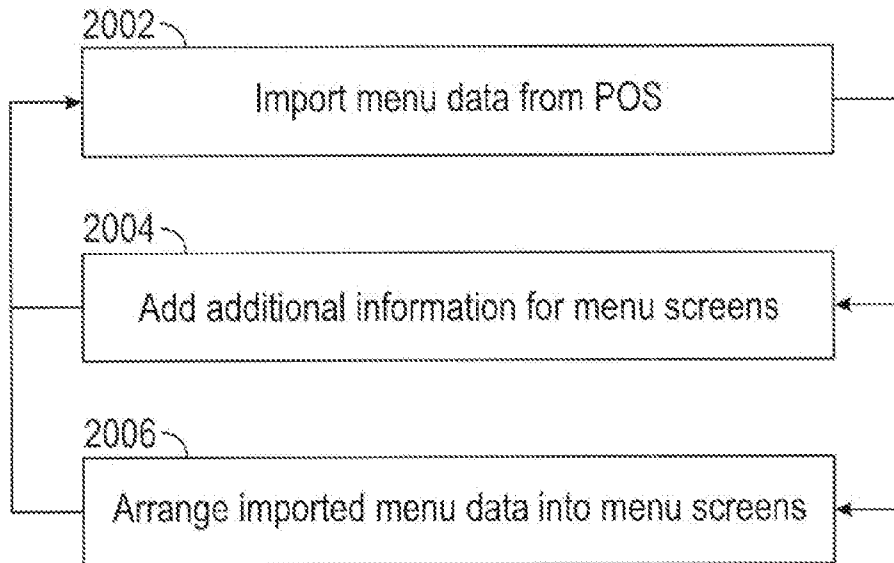 2002
Import menu data from POS
2004
Add additional information for menu screens
2006
Arrange imported menu data into menu screens